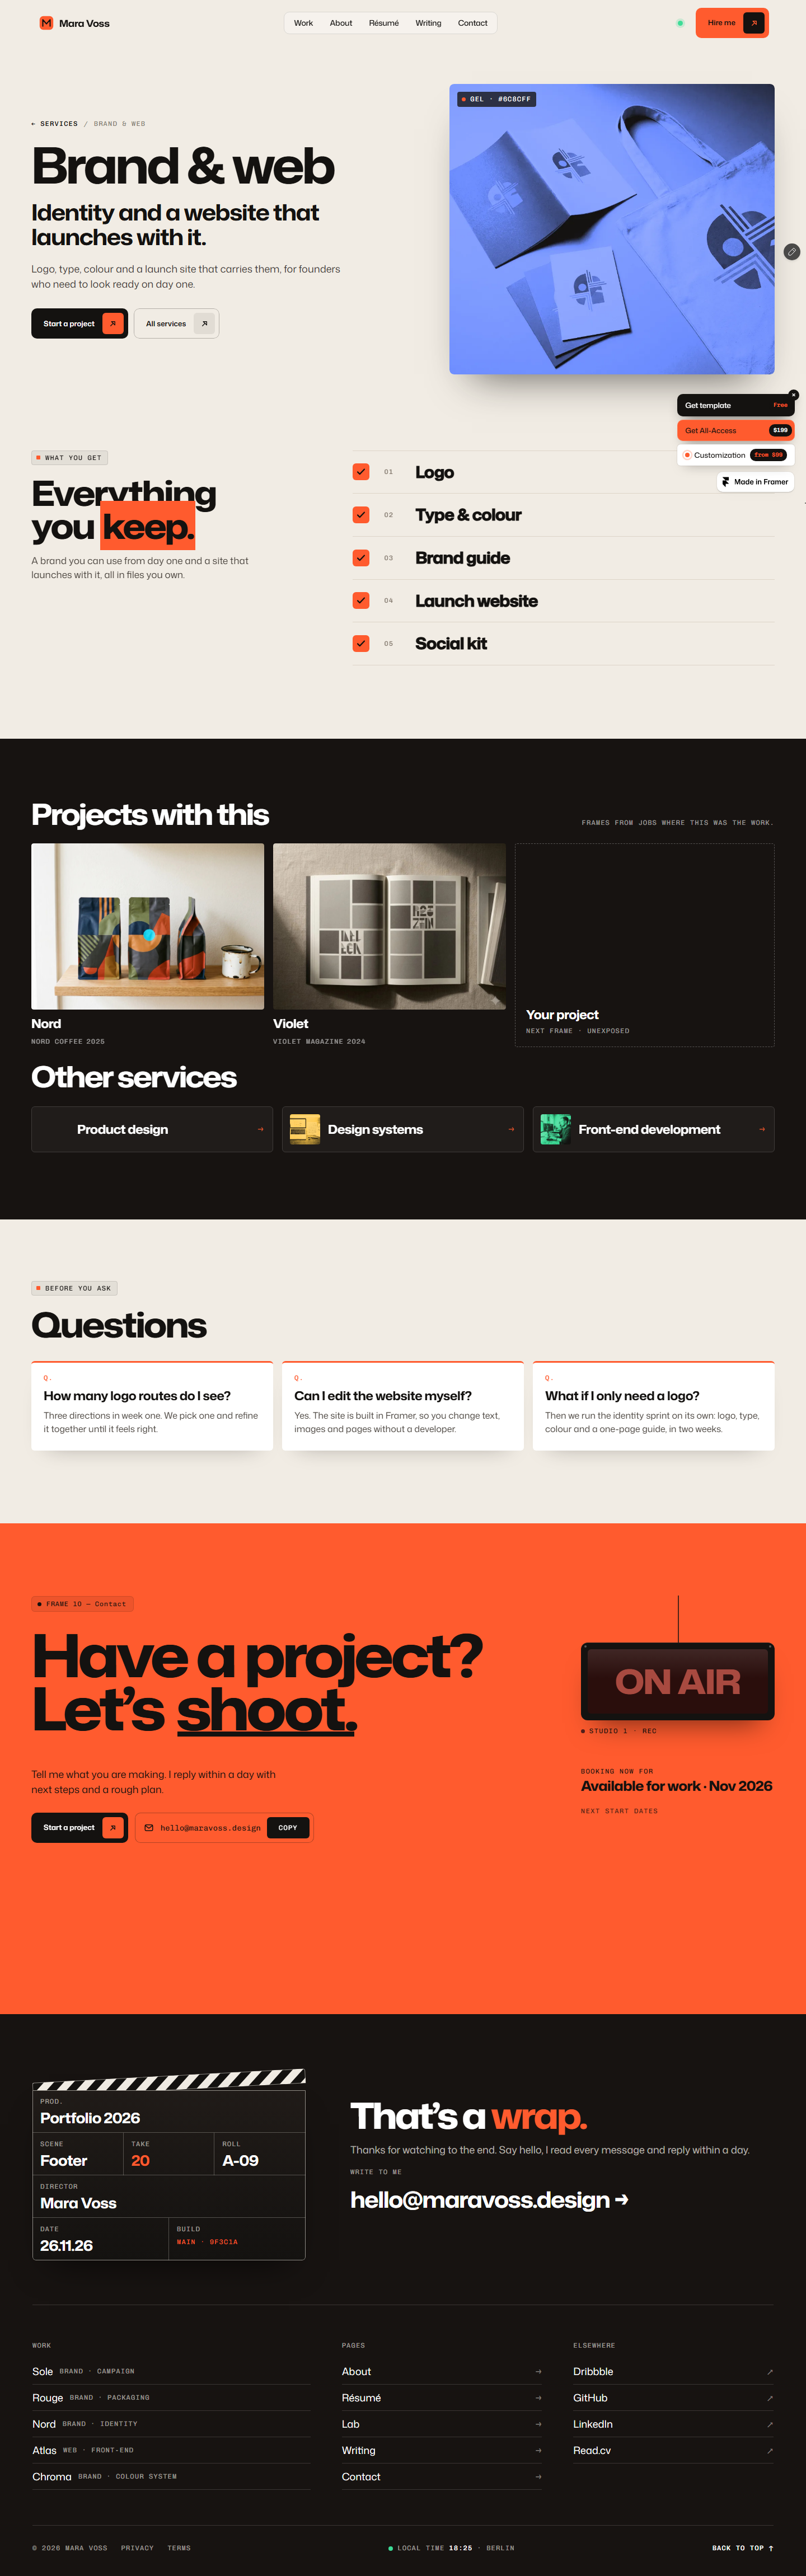 Mara Voss
Work About Résumé Writing Contact
Hire me
← SERVICES / BRAND & WEB
Brand & web
Identity and a website that
launches with it.
Logo, type, colour and a launch site that carries them, for founders
who need to look ready on day one.
Start a project
All services
GEL · #6C8CFF
Get template Free
Get All-Access $199
Customization from $99
Made in Framer
WHAT YOU GET
Everything
you keep.
A brand you can use from day one and a site that
launches with it, all in files you own.
01 Logo
02 Type & colour
03 Brand guide
04 Launch website
05 Social kit
Projects with this
FRAMES FROM JOBS WHERE THIS WAS THE WORK.
Nord
NORD COFFEE 2025
Violet
VIOLET MAGAZINE 2024
Your project
NEXT FRAME · UNEXPOSED
Other services
Product design →
Design systems →
Front-end development →
BEFORE YOU ASK
Questions
Q.
How many logo routes do I see?
Three directions in week one. We pick one and refine
it together until it feels right.
Q.
Can I edit the website myself?
Yes. The site is built in Framer, so you change text,
images and pages without a developer.
Q.
What if I only need a logo?
Then we run the identity sprint on its own: logo, type,
colour and a one-page guide, in two weeks.
FRAME 10 — Contact
Have a project?
Let's shoot.
Tell me what you are making. I reply within a day with
next steps and a rough plan.
Start a project
hello@maravoss.design COPY
ON AIR
STUDIO 1 · REC
BOOKING NOW FOR
Available for work · Nov 2026
NEXT START DATES
PROD.
Portfolio 2026
SCENE TAKE ROLL
Footer 20 A-09
DIRECTOR
Mara Voss
DATE BUILD
26.11.26 MAIN · 9F3C1A
That's a wrap.
Thanks for watching to the end. Say hello, I read every message and reply within a day.
WRITE TO ME
hello@maravoss.design →
WORK
Sole BRAND · CAMPAIGN
Rouge BRAND · PACKAGING
Nord BRAND · IDENTITY
Atlas WEB · FRONT-END
Chroma BRAND · COLOUR SYSTEM
PAGES
About →
Résumé →
Lab →
Writing →
Contact →
ELSEWHERE
Dribbble ↗
GitHub ↗
LinkedIn ↗
Read.cv ↗
© 2026 MARA VOSS PRIVACY TERMS
LOCAL TIME 18:25 · BERLIN
BACK TO TOP ↑